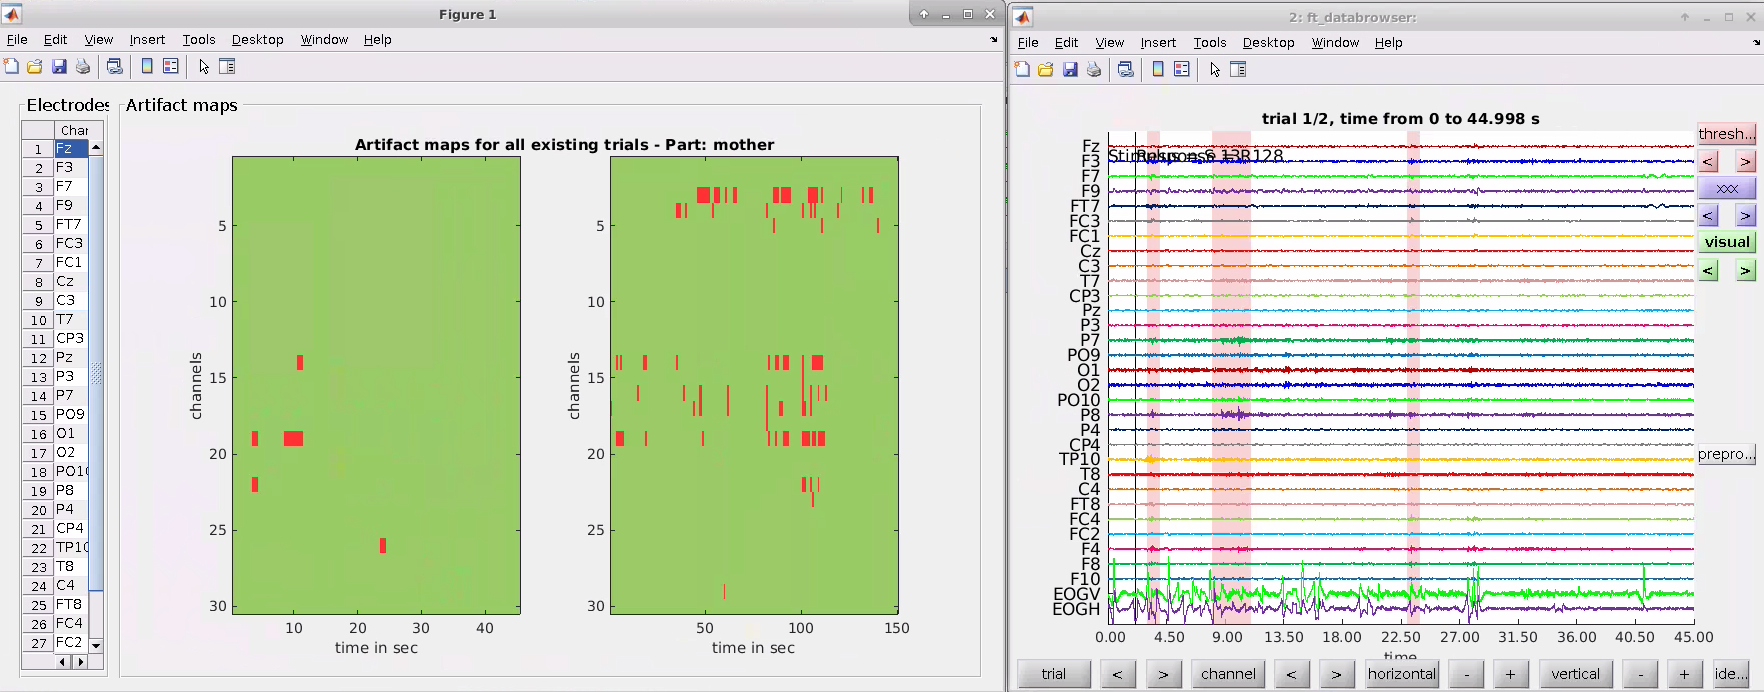 Figure 1
File Edit View Insert Tools Desktop Window Help
Electrodes
Char
1 Fz
2 F3
3 F7
4 F9
5 FT7
6 FC3
7 FC1
8 Cz
9 C3
10 T7
11 CP3
12 Pz
13 P3
14 P7
15 PO9
16 O1
17 O2
18 PO10
19 P8
20 P4
21 CP4
22 TP10
23 T8
24 C4
25 FT8
26 FC4
27 FC2
Artifact maps
Artifact maps for all existing trials - Part: mother
channels
5
10
15
20
25
30
10 20 30 40
time in sec
channels
5
10
15
20
25
30
50 100 150
time in sec
2: ft_databrowser:
File Edit View Insert Tools Desktop Window Help
trial 1/2, time from 0 to 44.998 s
Fz
F3
F7
F9
FT7
FC3
FC1
Cz
C3
T7
CP3
Pz
P3
P7
PO9
O1
O2
PO10
P8
P4
CP4
TP10
T8
C4
FT8
FC4
FC2
F4
F8
F10
EOGV
EOGH
0.00 4.50 9.00 13.50 18.00 22.50 27.00 31.50 36.00 40.50 45.00
time
thresh...
< >
xxx
< >
visual
< >
prepro...
trial < > channel < > horizontal - + vertical - + ide...